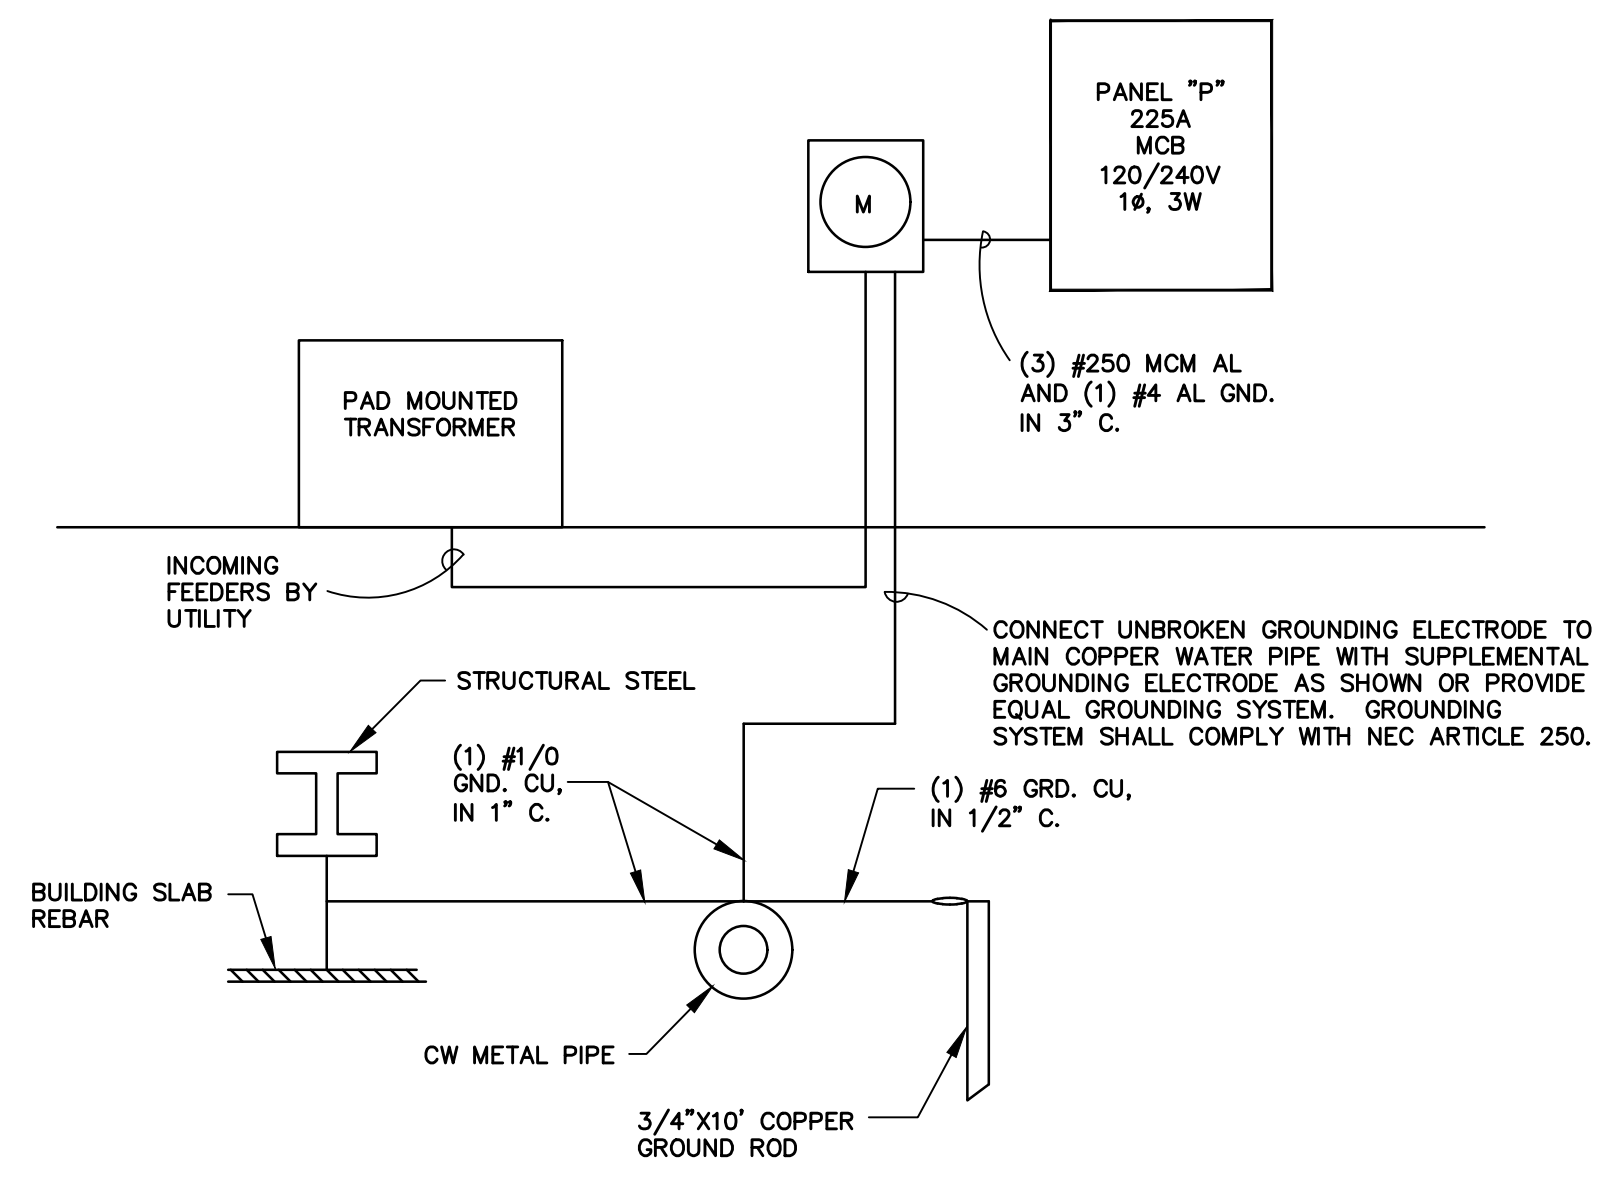 PANEL "P"
225A
MCB
120/240V
1ø, 3W
M
(3) #250 MCM AL
AND (1) #4 AL GND.
IN 3" C.
PAD MOUNTED
TRANSFORMER
INCOMING
FEEDERS BY
UTILITY
CONNECT UNBROKEN GROUNDING ELECTRODE TO
MAIN COPPER WATER PIPE WITH SUPPLEMENTAL
GROUNDING ELECTRODE AS SHOWN OR PROVIDE
EQUAL GROUNDING SYSTEM. GROUNDING
SYSTEM SHALL COMPLY WITH NEC ARTICLE 250.
STRUCTURAL STEEL
(1) #1/0
GND. CU,
IN 1" C.
(1) #6 GRD. CU,
IN 1/2" C.
BUILDING SLAB
REBAR
CW METAL PIPE
3/4"X10' COPPER
GROUND ROD